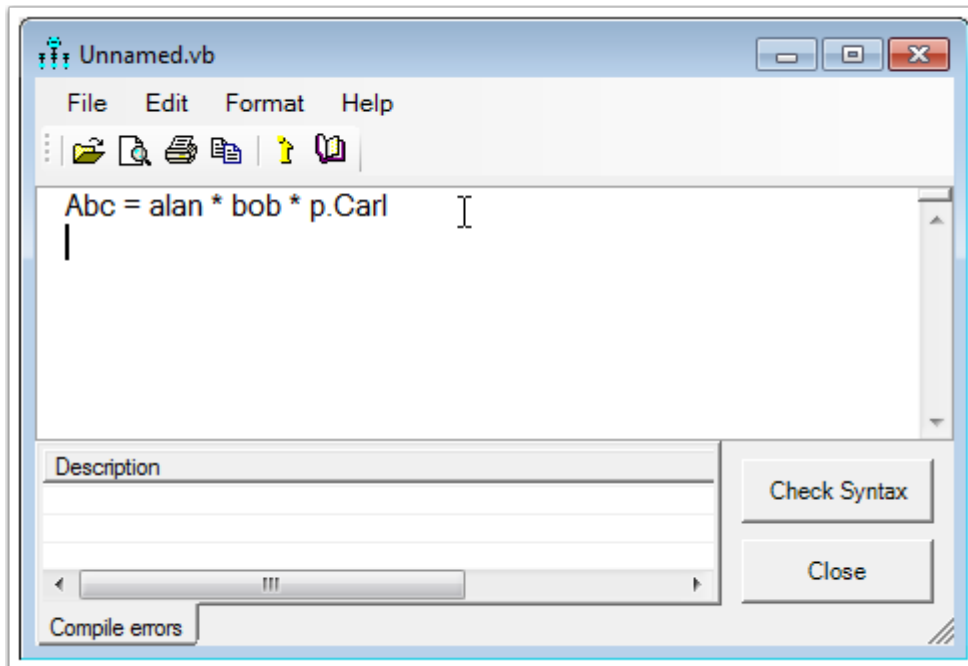 Unnamed.vb
File Edit Format Help
Abc = alan * bob * p.Carl
Description
Check Syntax
Close
Compile errors